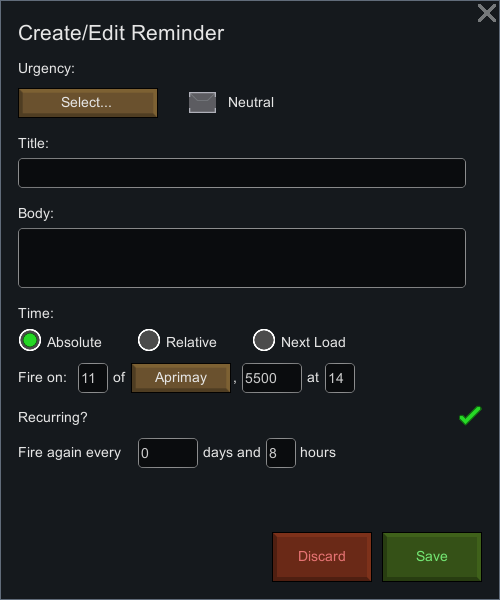 Create/Edit Reminder
Urgency:
Select... Neutral
Title:
Body:
Time:
Absolute Relative Next Load
Fire on: 11 of Aprimay , 5500 at 14
Recurring?
Fire again every 0 days and 8 hours
Discard Save